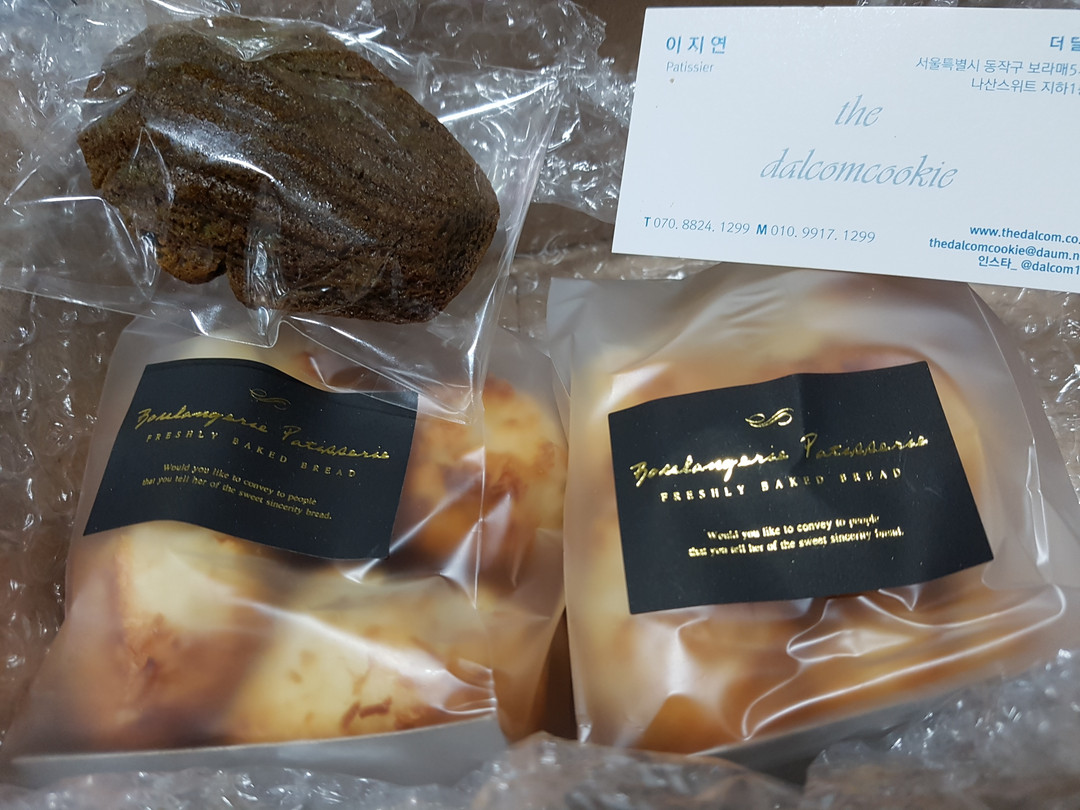 이지연
Patissier
더 달
서울특별시 동작구 보라매5
나산스위트 지하1
the
dalcomcookie
T 070. 8824. 1299 M 010. 9917. 1299
www.thedalcom.co
thedalcomcookie@daum.n
인스타_ @dalcom1
Boulangerie Patisserie
FRESHLY BAKED BREAD
Would you like to convey to people
that you tell her of the sweet sincerity bread.
Boulangerie Patisserie
FRESHLY BAKED BREAD
Would you like to convey to people
that you tell her of the sweet sincerity bread.